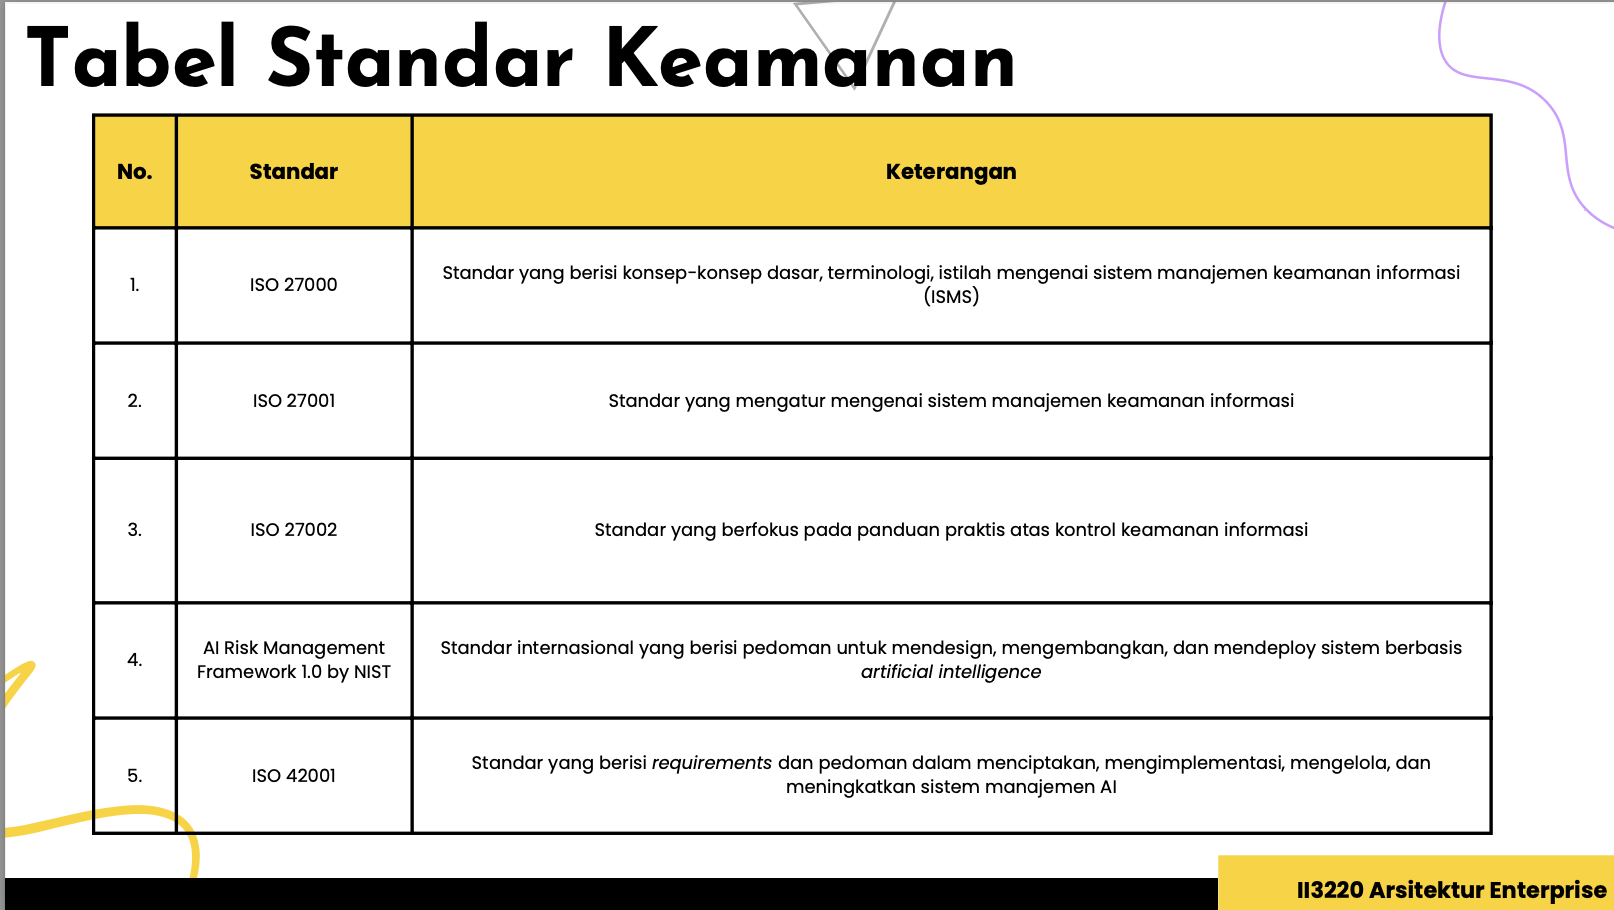 Tabel Standar Keamanan
No. Standar Keterangan
1. ISO 27000 Standar yang berisi konsep-konsep dasar, terminologi, istilah mengenai sistem manajemen keamanan informasi
(ISMS)
2. ISO 27001 Standar yang mengatur mengenai sistem manajemen keamanan informasi
3. ISO 27002 Standar yang berfokus pada panduan praktis atas kontrol keamanan informasi
4. AI Risk Management
Framework 1.0 by NIST
Standar internasional yang berisi pedoman untuk mendesign, mengembangkan, dan mendeploy sistem berbasis
artificial intelligence
5. ISO 42001 Standar yang berisi requirements dan pedoman dalam menciptakan, mengimplementasi, mengelola, dan
meningkatkan sistem manajemen AI
II3220 Arsitektur Enterprise